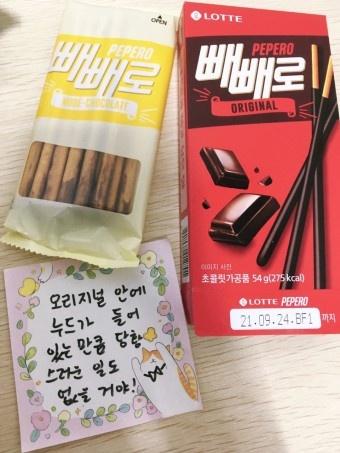 OPEN
빼빼로
PEPERO
NUDE-CHOCOLATE
LOTTE
PEPERO
빼빼로
ORIGINAL
이미지 사진
초콜릿가공품 54 g (275 kcal)
LOTTE PEPERO
21.09.24.BF1 까지
오리지널 안에
누드가 들어
있는 만큼 당황
스러운 일도
없을 거야!